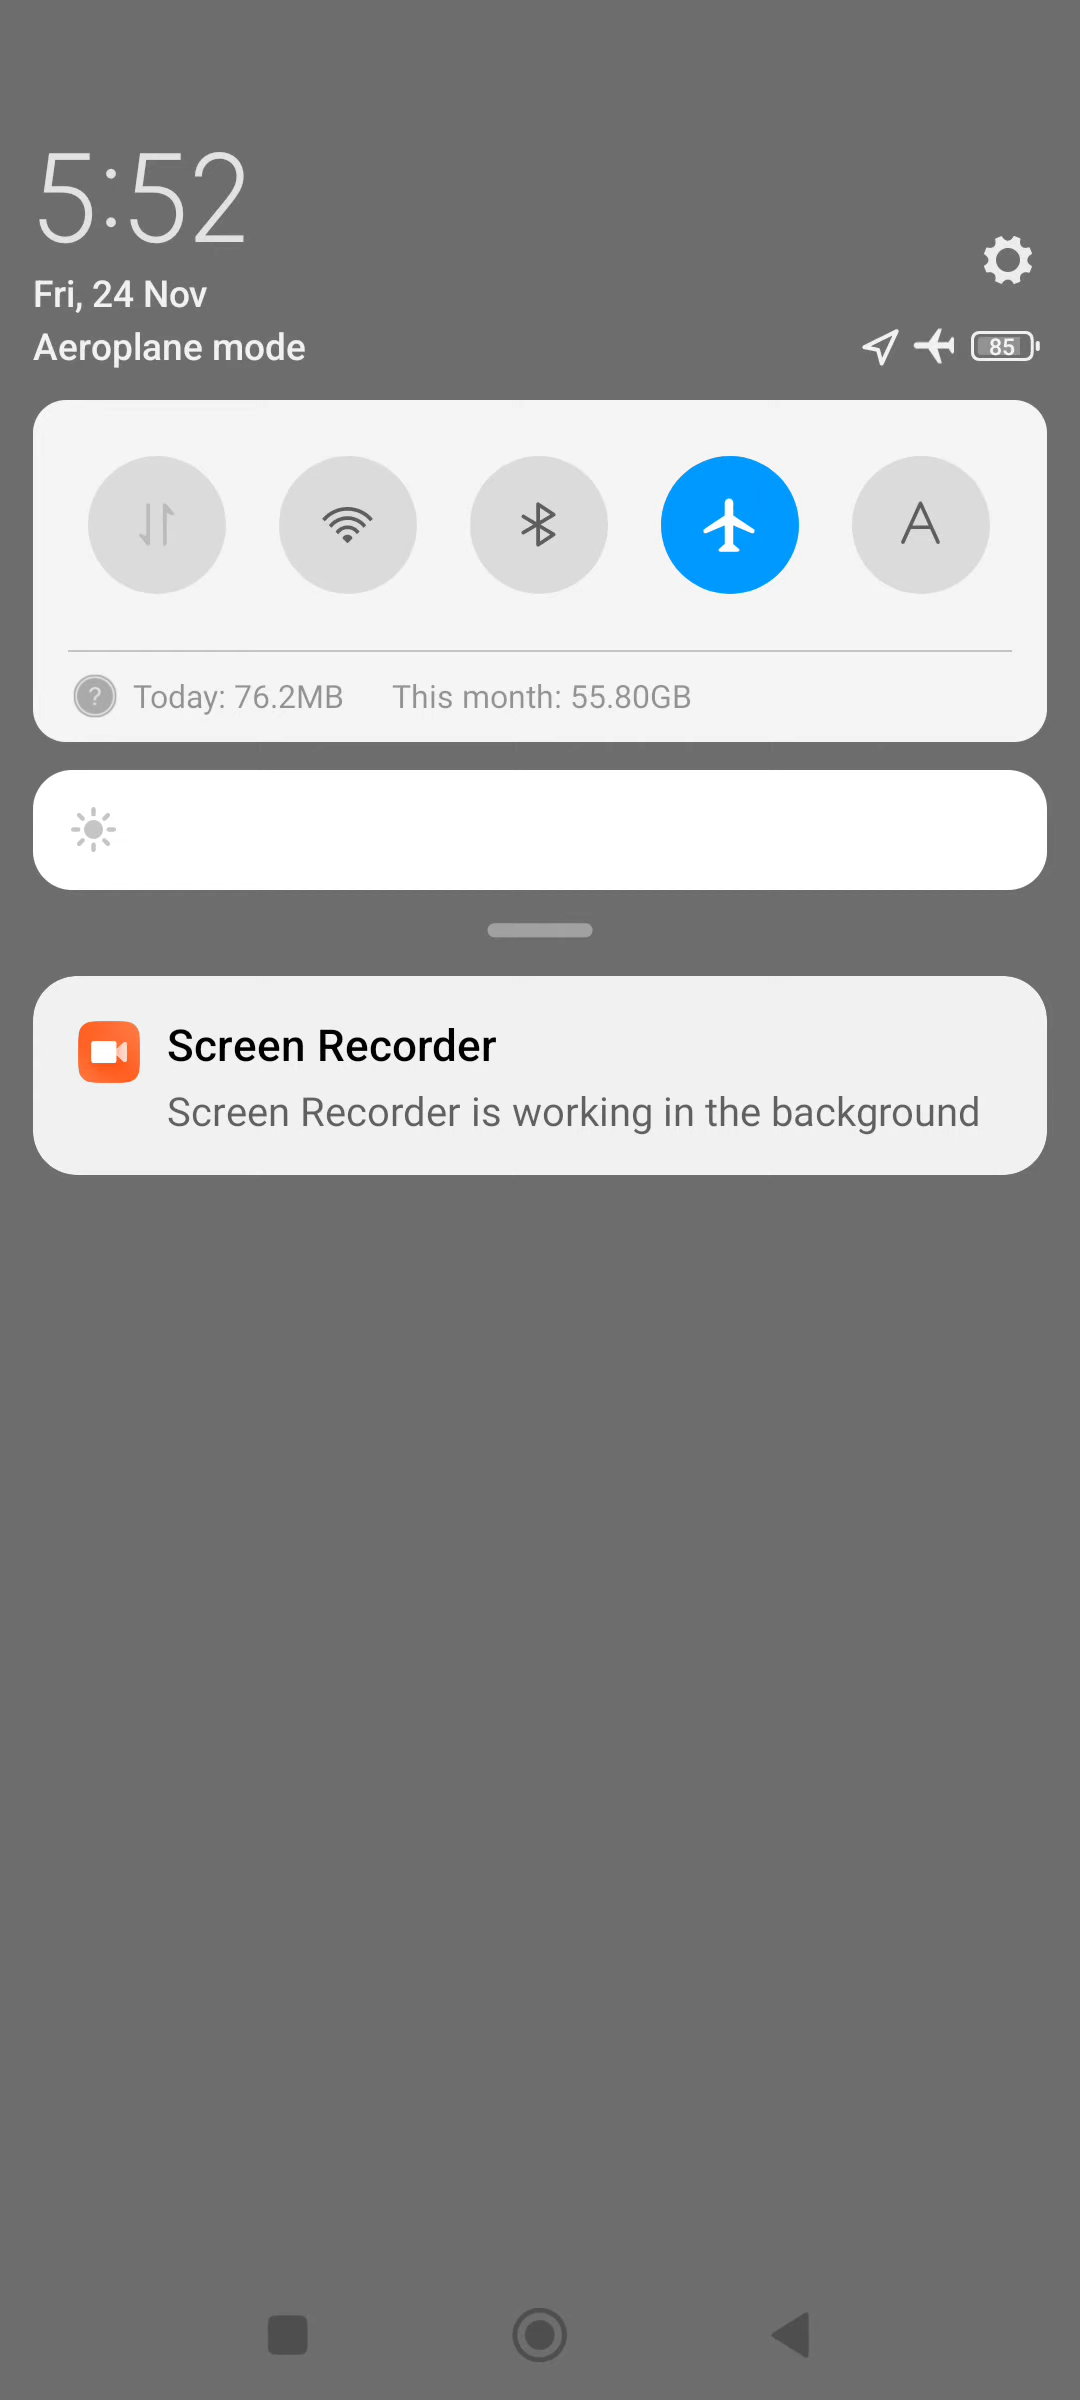 5:52
Fri, 24 Nov
Aeroplane mode
85
A
? Today: 76.2MB This month: 55.80GB
Screen Recorder
Screen Recorder is working in the background